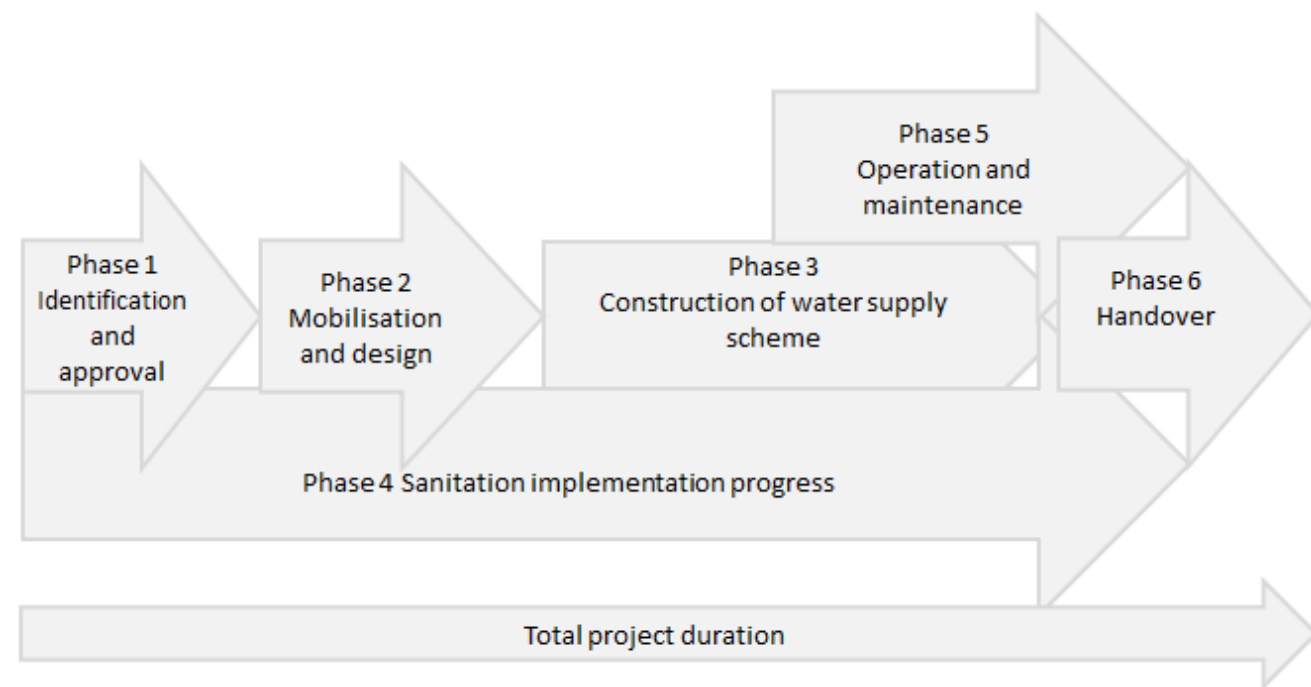 Phase 1
Identification
and
approval
Phase 2
Mobilisation
and design
Phase 3
Construction of water supply
scheme
Phase 5
Operation and
maintenance
Phase 6
Handover
Phase 4 Sanitation implementation progress
Total project duration